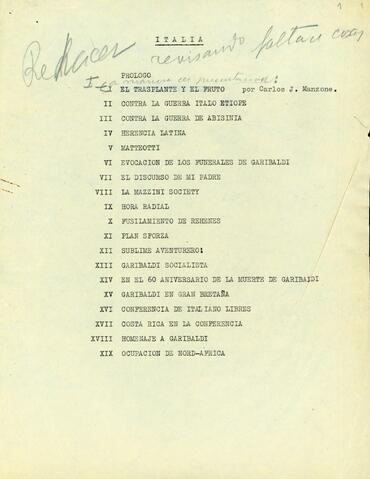 1
ITALIA
Rehacer revisando faltan cosas
PROLOGO
I a manera de presentacion:
EL TRASPLANTE Y EL FRUTO por Carlos J. Manzone.
II CONTRA LA GUERRA ITALO ETIOPE
III CONTRA LA GUERRA DE ABISINIA
IV HERENCIA LATINA
V MATTEOTTI
VI EVOCACION DE LOS FUNERALES DE GARIBALDI
VII EL DISCURSO DE MI PADRE
VIII LA MAZZINI SOCIETY
IX HORA RADIAL
X FUSILAMIENTO DE REHENES
XI PLAN SFORZA
XII SUBLIME AVENTURERO!
XIII GARIBALDI SOCIALISTA
XIV EN EL 60 ANIVERSARIO DE LA MUERTE DE GARIBALDI
XV GARIBALDI EN GRAN BRETAÑA
XVI CONFERENCIA DE ITALIANO LIBRES
XVII COSTA RICA EN LA CONFERENCIA
XVIII HOMENAJE A GARIBALDI
XIX OCUPACION DE NORD-AFRICA